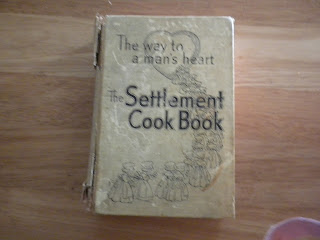 The way to
a man's heart
The Settlement
Cook Book